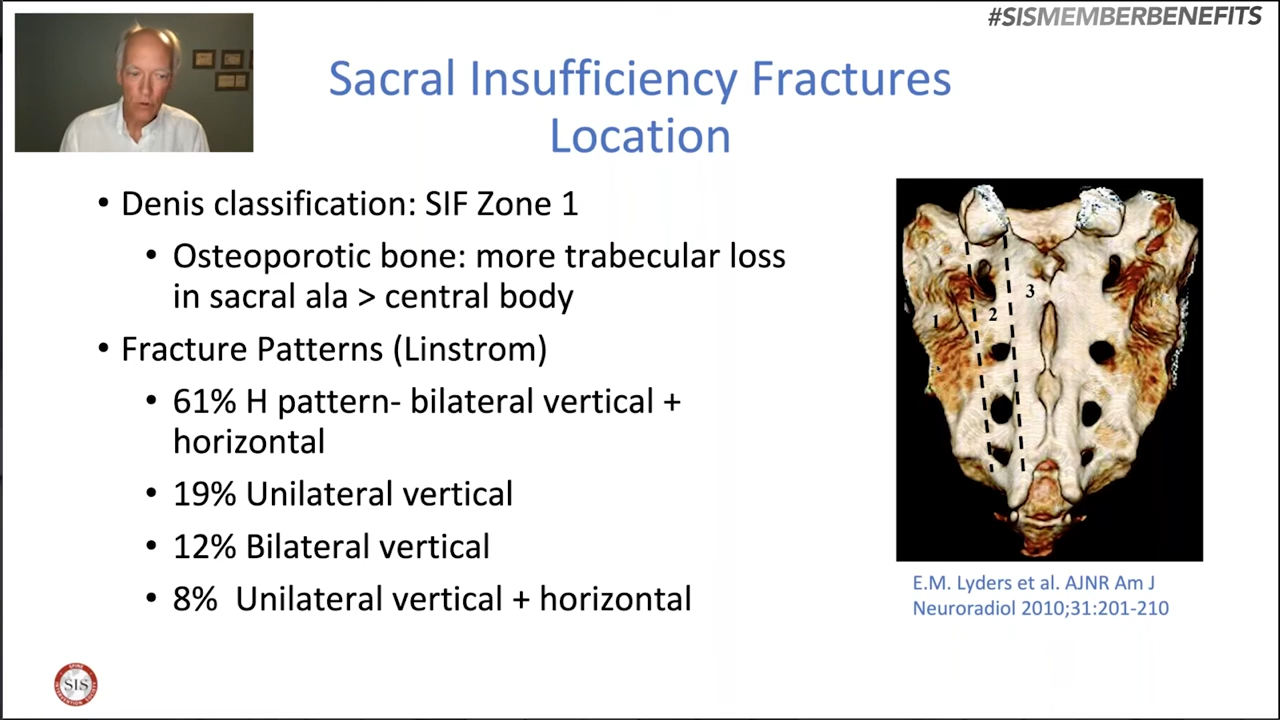 #SISMEMBERBENEFITS
Sacral Insufficiency Fractures
Location
• Denis classification: SIF Zone 1
• Osteoporotic bone: more trabecular loss
in sacral ala > central body
• Fracture Patterns (Linstrom)
• 61% H pattern- bilateral vertical +
horizontal
• 19% Unilateral vertical
• 12% Bilateral vertical
• 8%  Unilateral vertical + horizontal
1
2
3
E.M. Lyders et al. AJNR Am J
Neuroradiol 2010;31:201-210
SIS